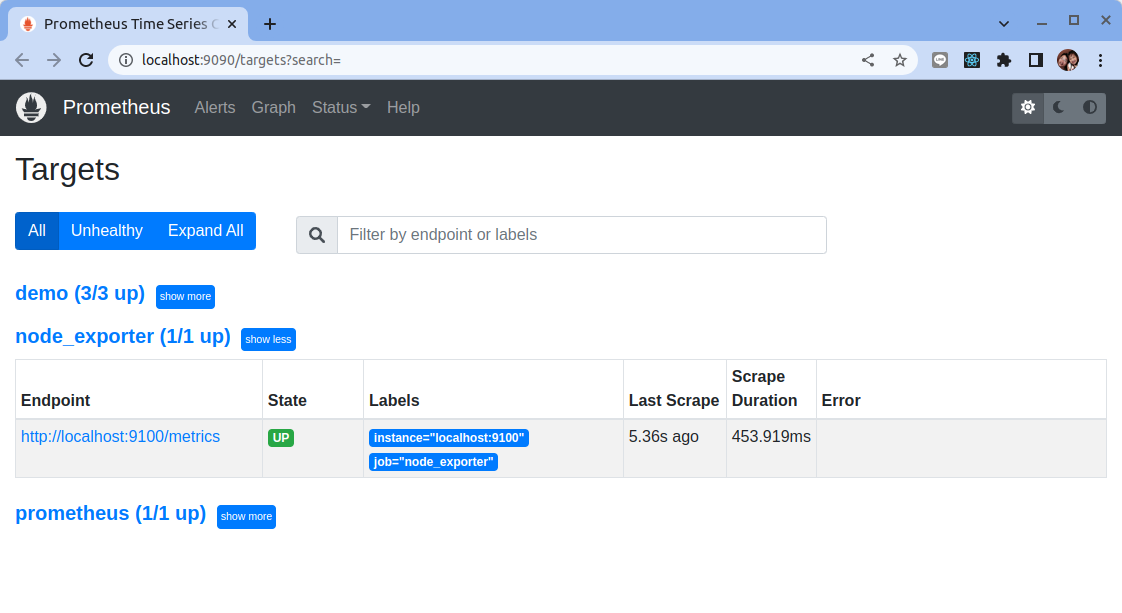 Prometheus Time Series C
localhost:9090/targets?search=
Prometheus Alerts Graph Status Help
Targets
All Unhealthy Expand All
Filter by endpoint or labels
demo (3/3 up) show more
node_exporter (1/1 up) show less
Endpoint State Labels Last Scrape Scrape Duration Error
http://localhost:9100/metrics UP instance="localhost:9100" 5.36s ago 453.919ms
job="node_exporter"
prometheus (1/1 up) show more